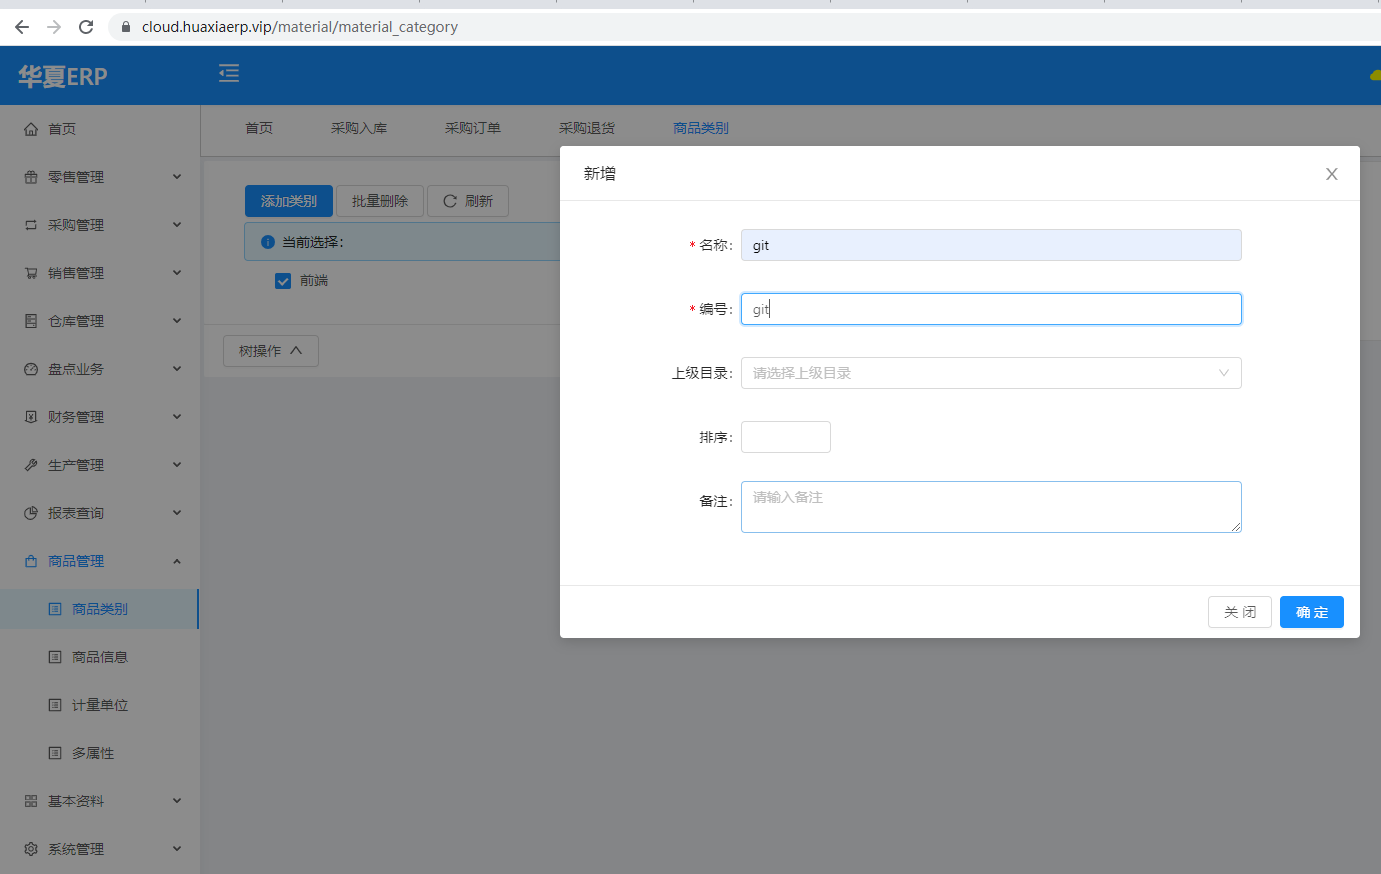 cloud.huaxiaerp.vip/material/material_category
华夏ERP
首页
零售管理
采购管理
销售管理
仓库管理
盘点业务
财务管理
生产管理
报表查询
商品管理
商品类别
商品信息
计量单位
多属性
基本资料
系统管理
首页 采购入库 采购订单 采购退货 商品类别
添加类别 批量删除 刷新
当前选择：
前端
树操作
新增
* 名称： git
* 编号： git
上级目录： 请选择上级目录
排序：
备注： 请输入备注
关 闭 确 定